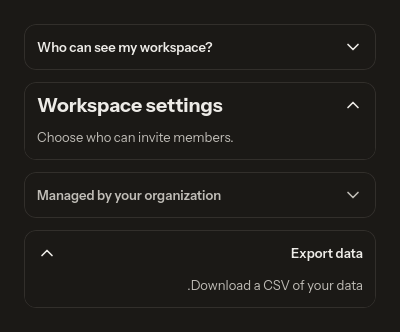 Who can see my workspace?
Workspace settings
Choose who can invite members.
Managed by your organization
Export data
.Download a CSV of your data